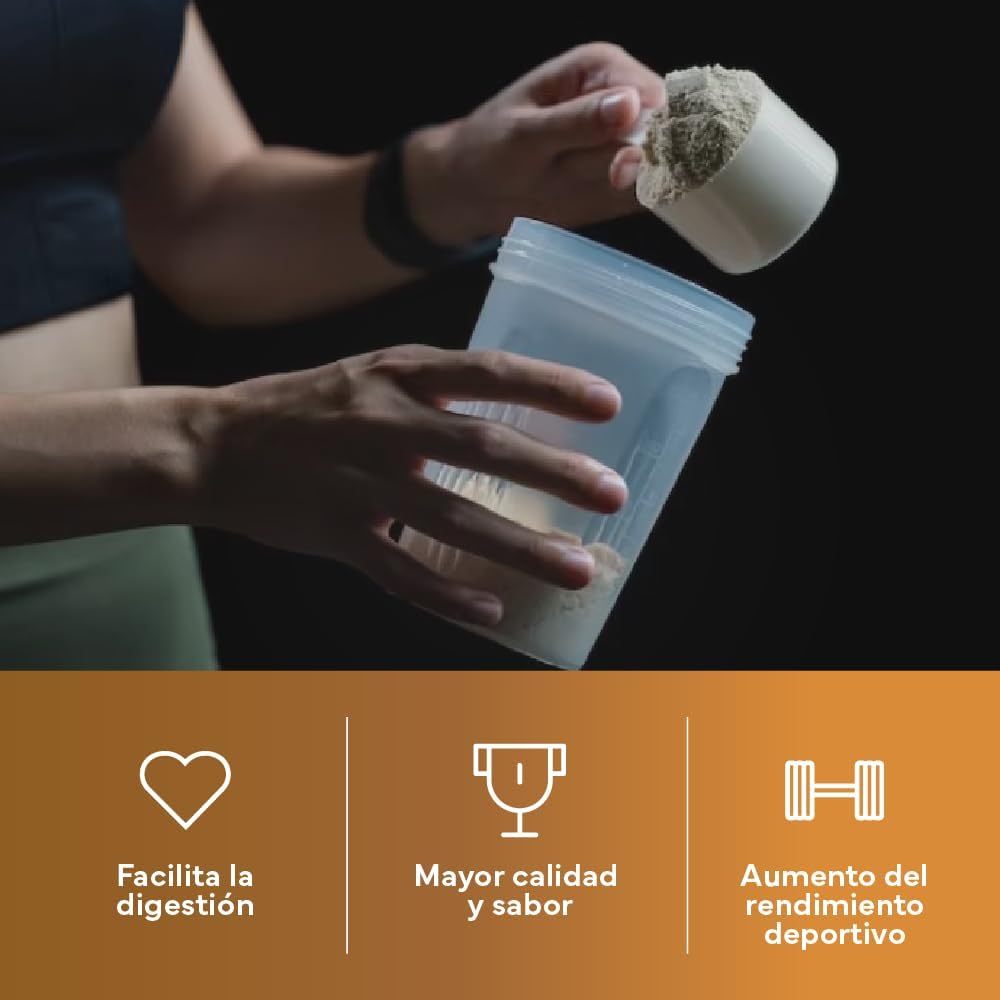 Facilita la
digestión
Mayor calidad
y sabor
Aumento del
rendimiento
deportivo